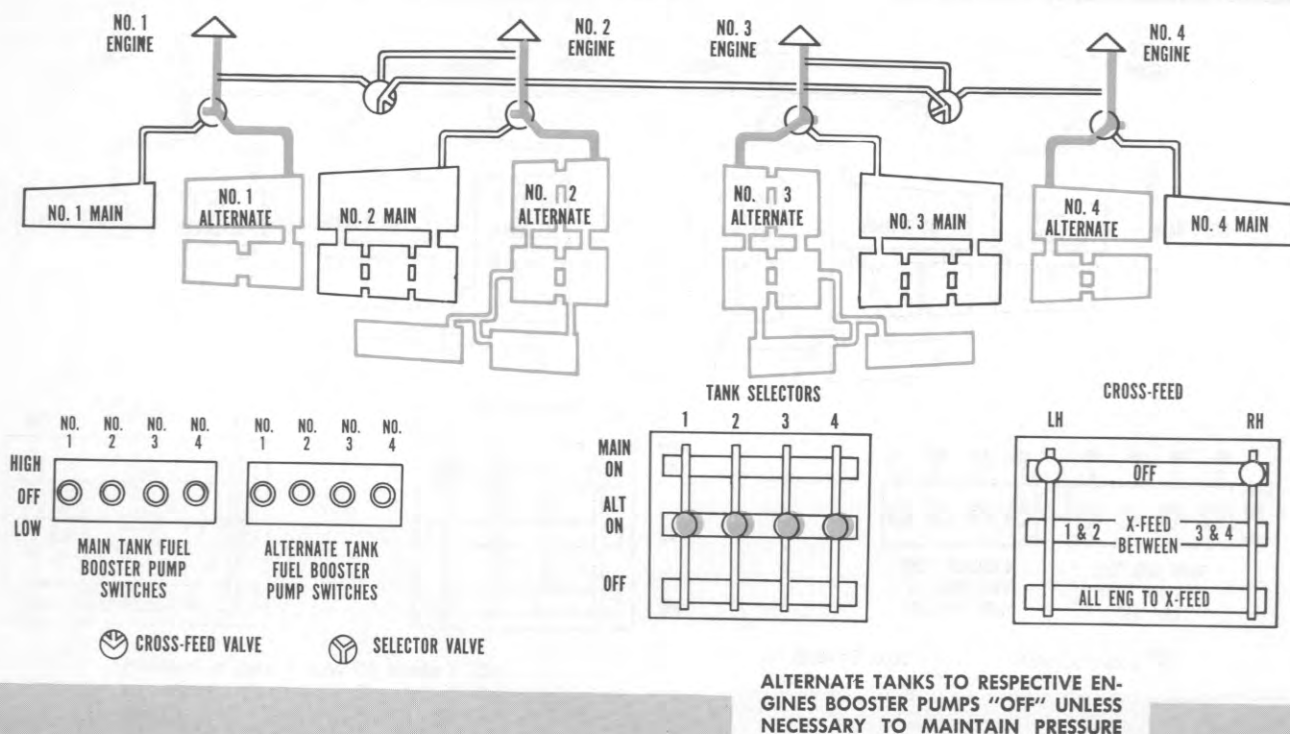 NO. 1
ENGINE
NO. 2
ENGINE
NO. 3
ENGINE
NO. 4
ENGINE
NO. 1 MAIN
NO. 1
ALTERNATE
NO. 2 MAIN
NO. 2
ALTERNATE
NO. 3
ALTERNATE
NO. 3 MAIN
NO. 4
ALTERNATE
NO. 4 MAIN
NO. NO. NO. NO.
1 2 3 4
HIGH
OFF
LOW
MAIN TANK FUEL
BOOSTER PUMP
SWITCHES
NO. NO. NO. NO.
1 2 3 4
ALTERNATE TANK
FUEL BOOSTER
PUMP SWITCHES
CROSS-FEED VALVE
SELECTOR VALVE
TANK SELECTORS
1 2 3 4
MAIN
ON
ALT
ON
OFF
CROSS-FEED
LH RH
OFF
1 & 2 X-FEED BETWEEN 3 & 4
ALL ENG TO X-FEED
ALTERNATE TANKS TO RESPECTIVE EN-
GINES BOOSTER PUMPS "OFF" UNLESS
NECESSARY TO MAINTAIN PRESSURE